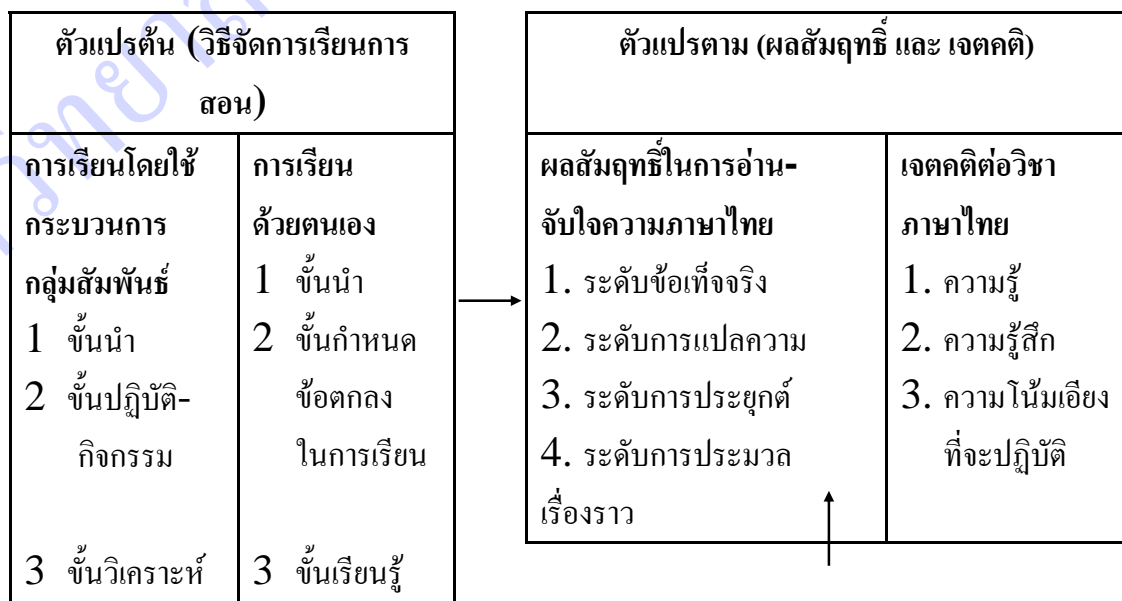 ตัวแปรต้น (วิธีจัดการเรียนการ
สอน)
การเรียนโดยใช้
กระบวนการ
กลุ่มสัมพันธ์
1 ขั้นนำ
2 ขั้นปฏิบัติ-
กิจกรรม
3 ขั้นวิเคราะห์
การเรียน
ด้วยตนเอง
1 ขั้นนำ
2 ขั้นกำหนด
ข้อตกลง
ในการเรียน
3 ขั้นเรียนรู้
ตัวแปรตาม (ผลสัมฤทธิ์ และ เจตคติ)
ผลสัมฤทธิ์ในการอ่าน-
จับใจความภาษาไทย
1. ระดับข้อเท็จจริง
2. ระดับการแปลความ
3. ระดับการประยุกต์
4. ระดับการประมวล
เรื่องราว
เจตคติต่อวิชา
ภาษาไทย
1. ความรู้
2. ความรู้สึก
3. ความโน้มเอียง
ที่จะปฏิบัติ